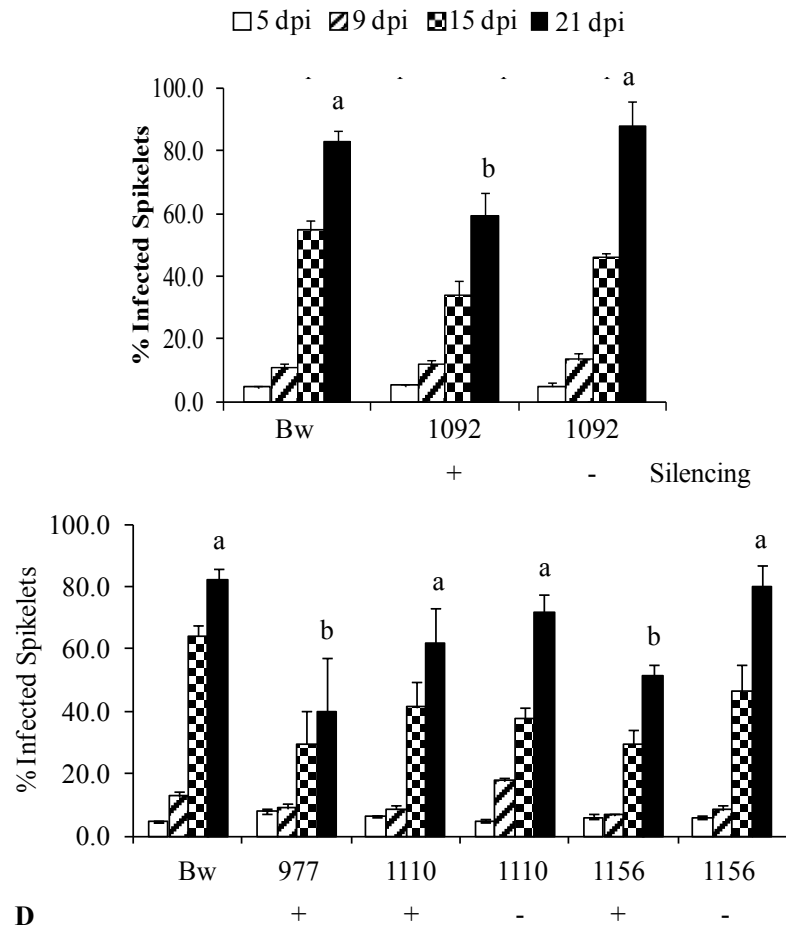 5 dpi 9 dpi 15 dpi 21 dpi
% Infected Spikelets
100.0
80.0
60.0
40.0
20.0
0.0
a
b
a
Bw 1092 1092
+ - Silencing
% Infected Spikelets
100.0
80.0
60.0
40.0
20.0
0.0
a
b
a
a
b
a
Bw 977 1110 1110 1156 1156
D + + - + -